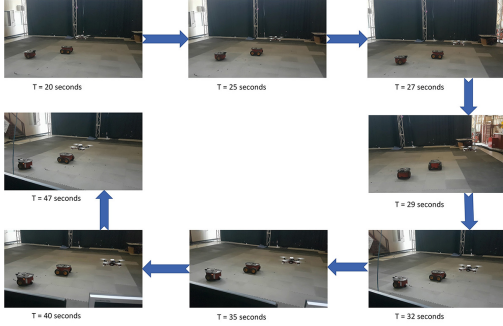 T = 20 seconds
T = 25 seconds
T = 27 seconds
T = 29 seconds
T = 32 seconds
T = 35 seconds
T = 40 seconds
T = 47 seconds